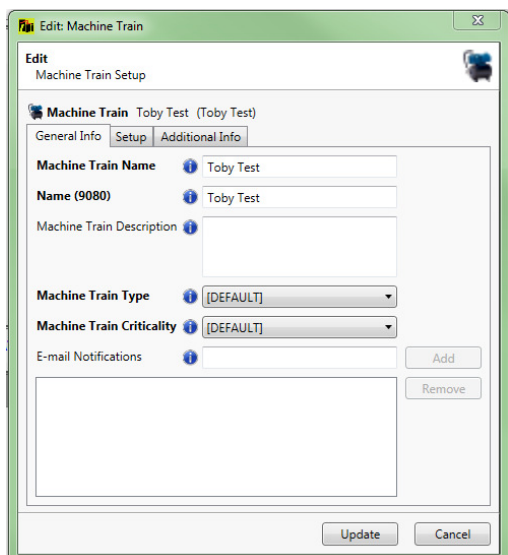 Edit: Machine Train
Edit
Machine Train Setup
Machine Train Toby Test (Toby Test)
General Info Setup Additional Info
Machine Train Name Toby Test
Name (9080) Toby Test
Machine Train Description
Machine Train Type [DEFAULT]
Machine Train Criticality [DEFAULT]
E-mail Notifications Add
Remove
Update Cancel